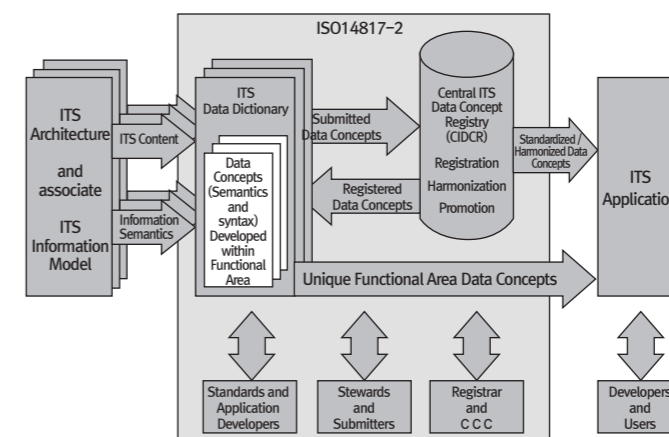 ISO14817-2
ITS
Architecture
and
associate
ITS
Information
Model
ITS Content
Information
Semantics
ITS
Data Dictionary
Data
Concepts
(Semantics
and
syntax)
Developed
within
Functional
Area
Submitted
Data Concepts
Registered
Data Concepts
Central ITS
Data Concept
Registry
(CIDCR)
Registration
Harmonization
Promotion
Standardized /
Harmonized Data
Concepts
ITS
Applicatio
Unique Functional Area Data Concepts
Standards and
Application
Developers
Stewards
and
Submitters
Registrar
and
C C C
Developers
and
Users